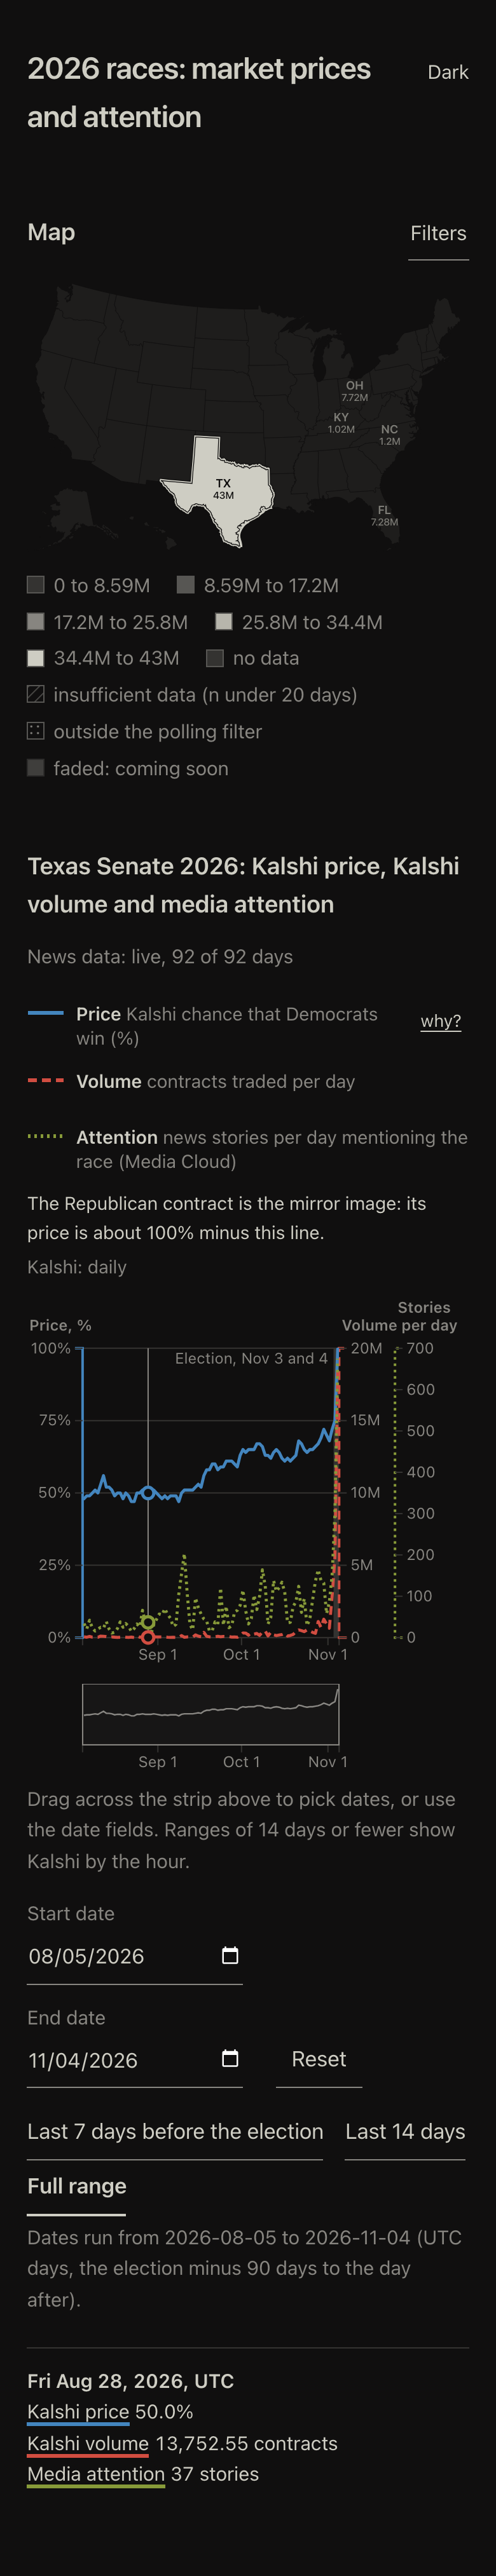 2026 races: market prices
and attention
Dark
Map
Filters
OH
7.72M
KY
1.02M
NC
1.2M
TX
43M
FL
7.28M
0 to 8.59M
8.59M to 17.2M
17.2M to 25.8M
25.8M to 34.4M
34.4M to 43M
no data
insufficient data (n under 20 days)
outside the polling filter
faded: coming soon
Texas Senate 2026: Kalshi price, Kalshi
volume and media attention
News data: live, 92 of 92 days
Price Kalshi chance that Democrats
win (%)
why?
Volume contracts traded per day
Attention news stories per day mentioning the
race (Media Cloud)
The Republican contract is the mirror image: its
price is about 100% minus this line.
Kalshi: daily
Stories
Price, %
Volume per day
Election, Nov 3 and 4
100%
75%
50%
25%
0%
20M
15M
10M
5M
0
700
600
500
400
300
200
100
0
Sep 1
Oct 1
Nov 1
Sep 1
Oct 1
Nov 1
Drag across the strip above to pick dates, or use
the date fields. Ranges of 14 days or fewer show
Kalshi by the hour.
Start date
08/05/2026
End date
11/04/2026
Reset
Last 7 days before the election
Last 14 days
Full range
Dates run from 2026-08-05 to 2026-11-04 (UTC
days, the election minus 90 days to the day
after).
Fri Aug 28, 2026, UTC
Kalshi price 50.0%
Kalshi volume 13,752.55 contracts
Media attention 37 stories